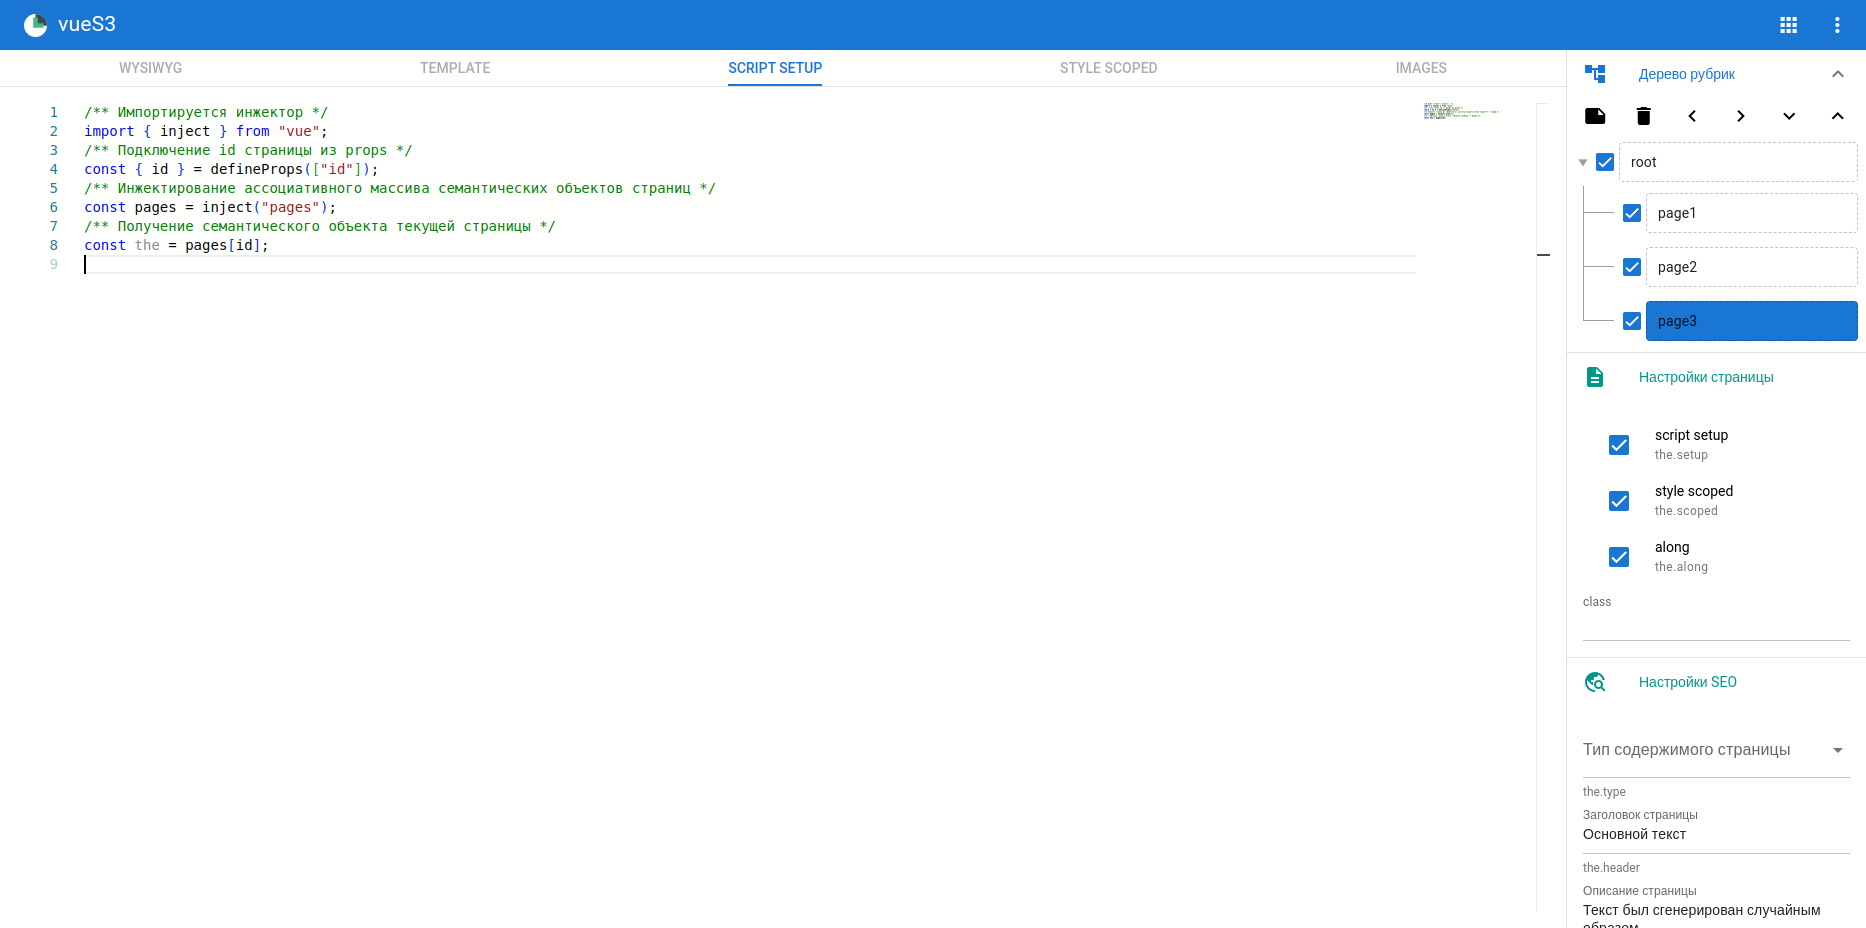 vueS3
WYSIWYG
TEMPLATE
SCRIPT SETUP
STYLE SCOPED
IMAGES
1 /** Импортируется инжектор */
2 import { inject } from "vue";
3 /** Подключение id страницы из props */
4 const { id } = defineProps(["id"]);
5 /** Инжектирование ассоциативного массива семантических объектов страниц */
6 const pages = inject("pages");
7 /** Получение семантического объекта текущей страницы */
8 const the = pages[id];
9
Дерево рубрик
root
page1
page2
page3
Настройки страницы
script setup
the.setup
style scoped
the.scoped
along
the.along
class
Настройки SEO
Тип содержимого страницы
the.type
Заголовок страницы
Основной текст
the.header
Описание страницы
Текст был сгенерирован случайным
образом